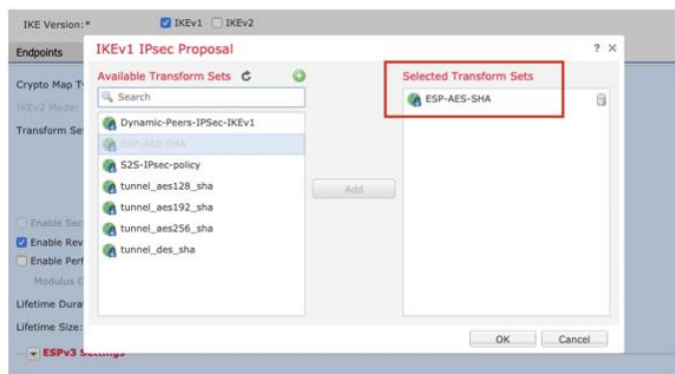 IKE Version:*
IKEv1
IKEv2
Endpoints
IKEv1 IPsec Proposal
?
Available Transform Sets
Selected Transform Sets
Crypto Map T
Search
ESP-AES-SHA
IKEv2 Mode:
Dynamic-Peers-IPSec-IKEv1
Transform Se
ESP-AES-SHA
S2S-IPsec-policy
tunnel_aes128_sha
Add
tunnel_aes192_sha
Enable Sec
tunnel_aes256_sha
Enable Rev
tunnel_des_sha
Enable Perf
Modulus G
Lifetime Dura
Lifetime Size:
OK
Cancel
ESPv3 Settings